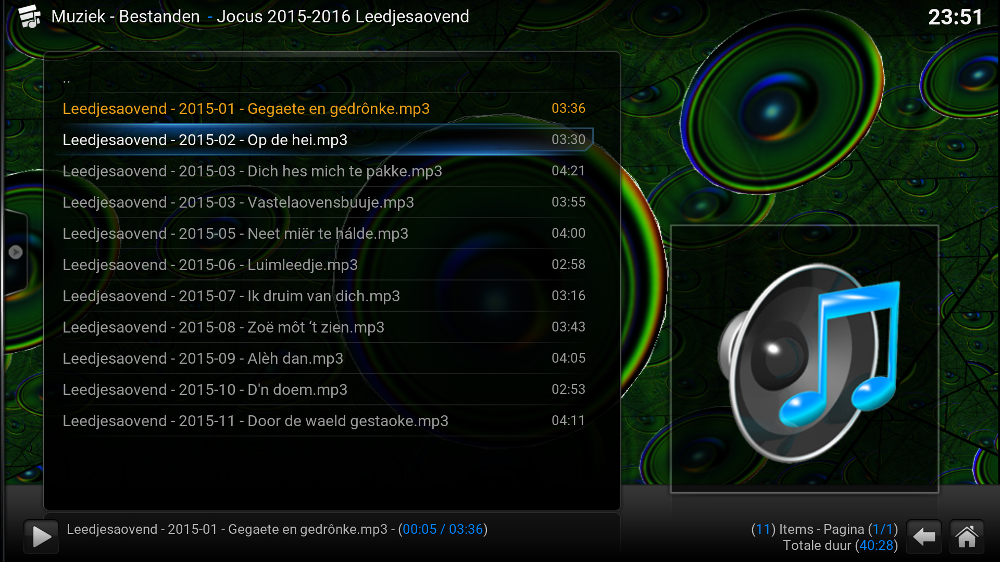 Muziek - Bestanden - Jocus 2015-2016 Leedjesaovend
23:51
..
Leedjesaovend - 2015-01 - Gegaete en gedrônke.mp3 03:36
Leedjesaovend - 2015-02 - Op de hei.mp3 03:30
Leedjesaovend - 2015-03 - Dich hes mich te pakke.mp3 04:21
Leedjesaovend - 2015-03 - Vastelaovensbuuje.mp3 03:55
Leedjesaovend - 2015-05 - Neet miër te hálde.mp3 04:00
Leedjesaovend - 2015-06 - Luimleedje.mp3 02:58
Leedjesaovend - 2015-07 - Ik druim van dich.mp3 03:16
Leedjesaovend - 2015-08 - Zoë môt ‘t zien.mp3 03:43
Leedjesaovend - 2015-09 - Alèh dan.mp3 04:05
Leedjesaovend - 2015-10 - D'n doem.mp3 02:53
Leedjesaovend - 2015-11 - Door de waeld gestaoke.mp3 04:11
Leedjesaovend - 2015-01 - Gegaete en gedrônke.mp3 - (00:05 / 03:36)
(11) Items - Pagina (1/1)
Totale duur (40:28)